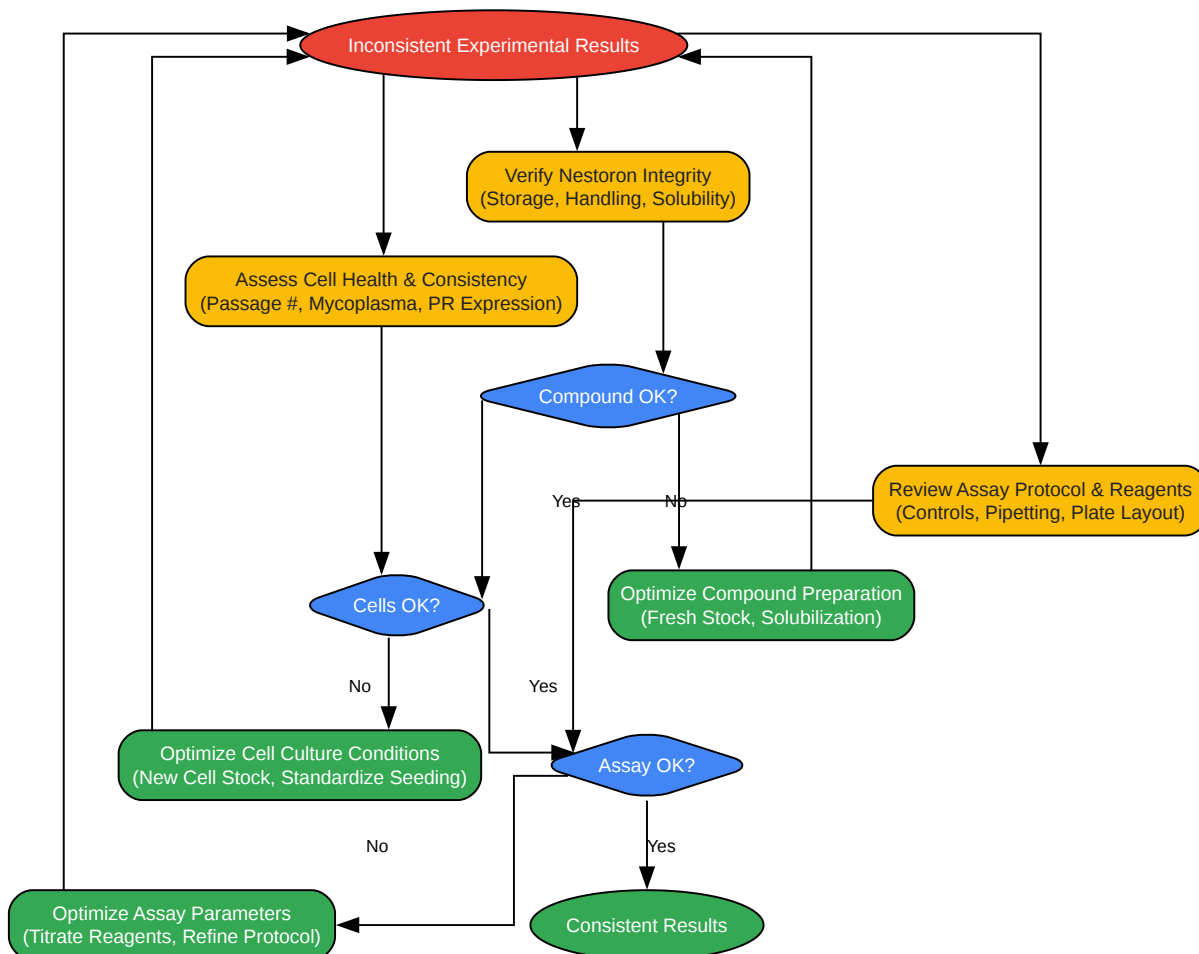 Inconsistent Experimental Results
Verify Nestoron Integrity
(Storage, Handling, Solubility)
Assess Cell Health & Consistency
(Passage #, Mycoplasma, PR Expression)
Compound OK?
Review Assay Protocol & Reagents
(Controls, Pipetting, Plate Layout)
Yes
No
Optimize Compound Preparation
(Fresh Stock, Solubilization)
Cells OK?
No
Yes
Optimize Cell Culture Conditions
(New Cell Stock, Standardize Seeding)
Assay OK?
No
Yes
Optimize Assay Parameters
(Titrate Reagents, Refine Protocol)
Consistent Results